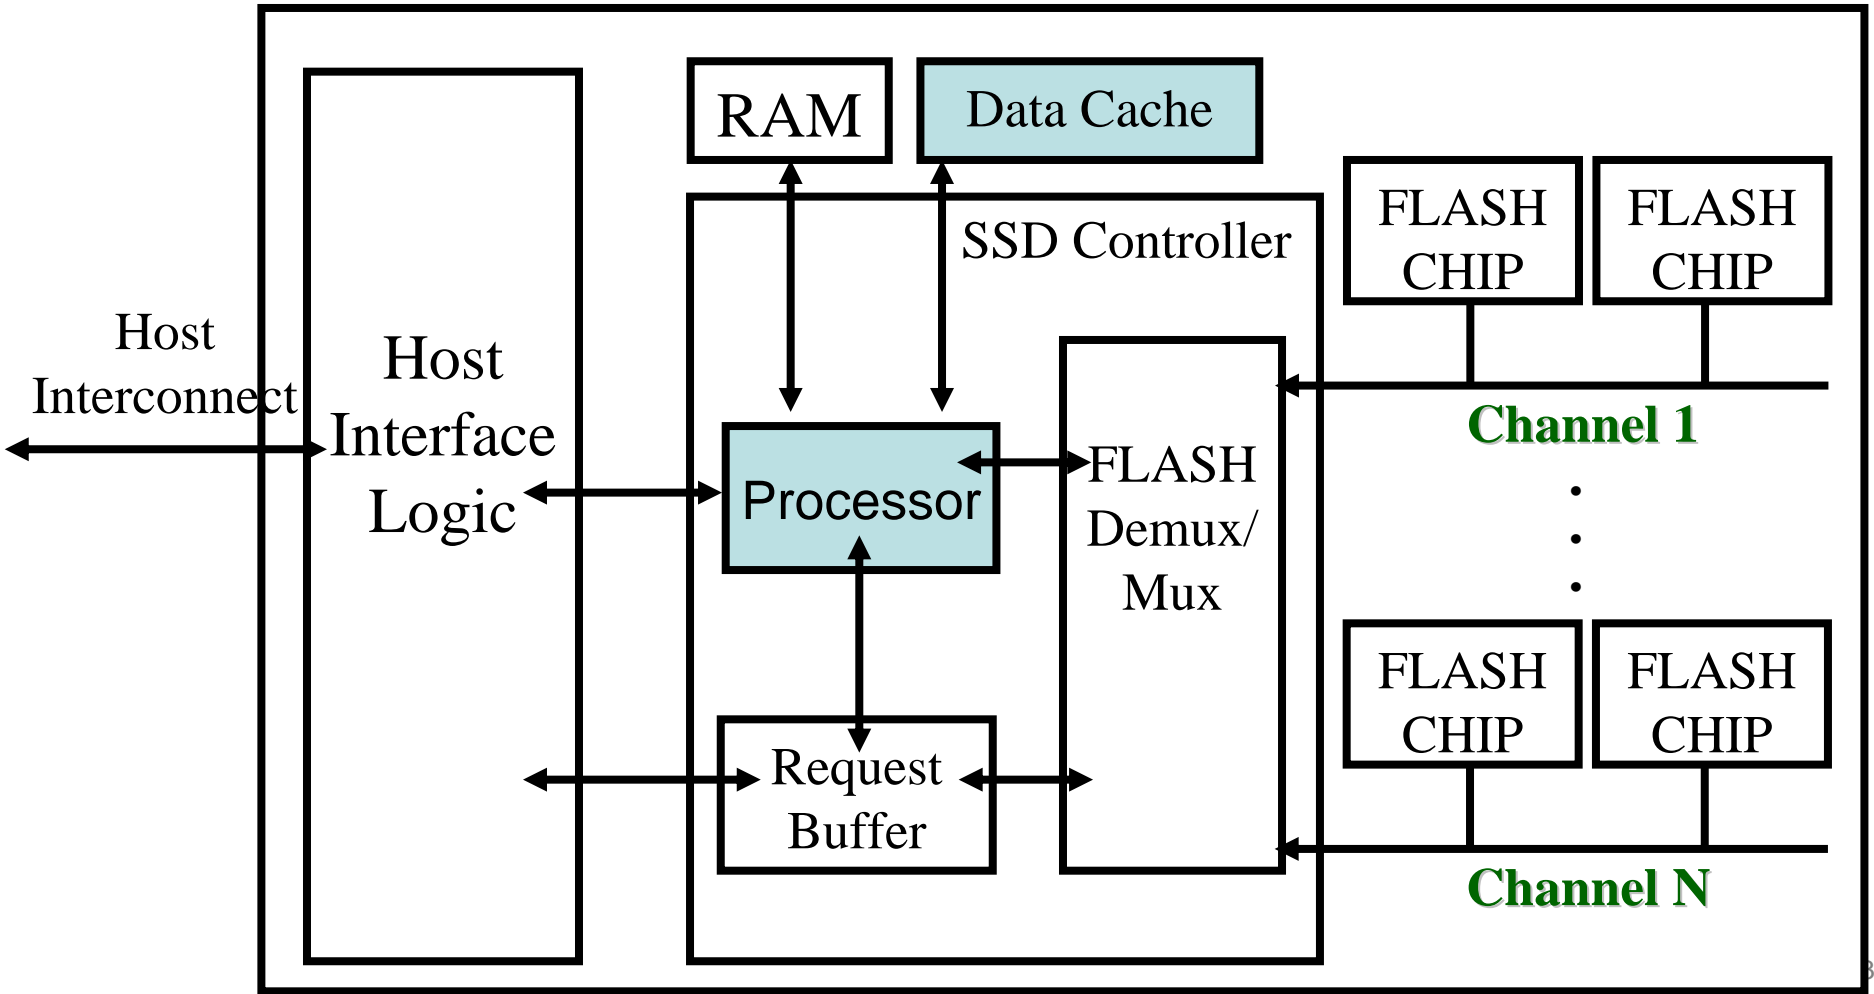 RAM
Data Cache
SSD Controller
FLASH
CHIP
FLASH
CHIP
Host
Interconnect
Host
Interface
Logic
Channel 1
Processor
FLASH
Demux/
Mux
.
.
.
FLASH
CHIP
FLASH
CHIP
Request
Buffer
Channel N